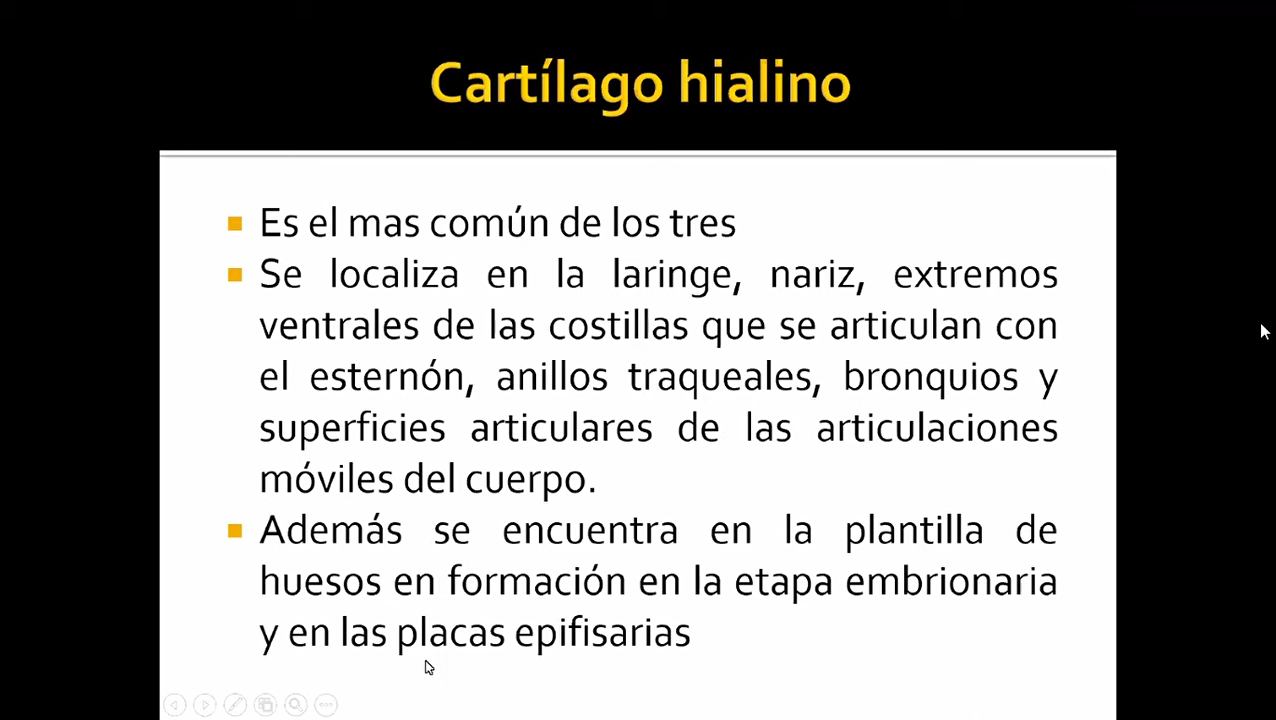 Cartílago hialino
Es el mas común de los tres
Se localiza en la laringe, nariz, extremos
ventrales de las costillas que se articulan con
el esternón, anillos traqueales, bronquios y
superficies articulares de las articulaciones
móviles del cuerpo.
Además se encuentra en la plantilla de
huesos en formación en la etapa embrionaria
y en las placas epifisarias